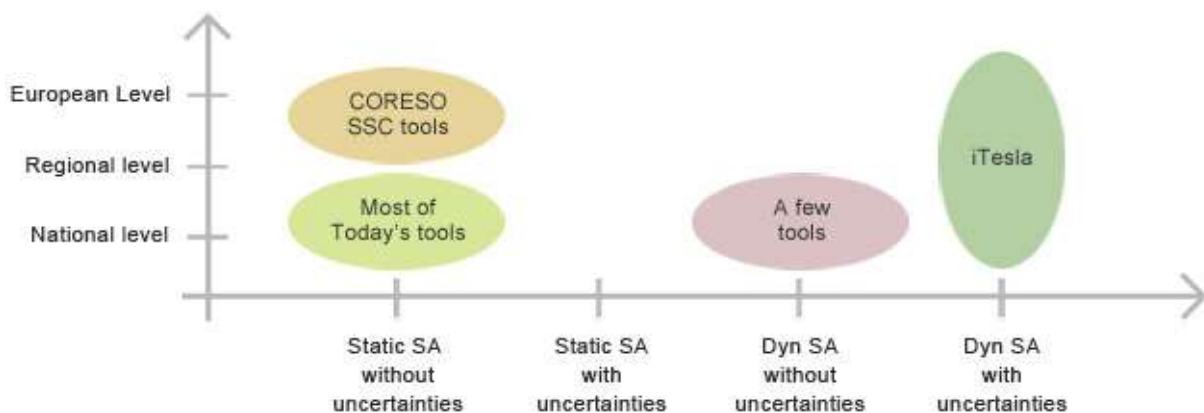 European Level
Regional level
National level
CORESO
SSC tools
Most of
Today's tools
A few
tools
iTesla
Static SA
without
uncertainties
Static SA
with
uncertainties
Dyn SA
without
uncertainties
Dyn SA
with
uncertainties